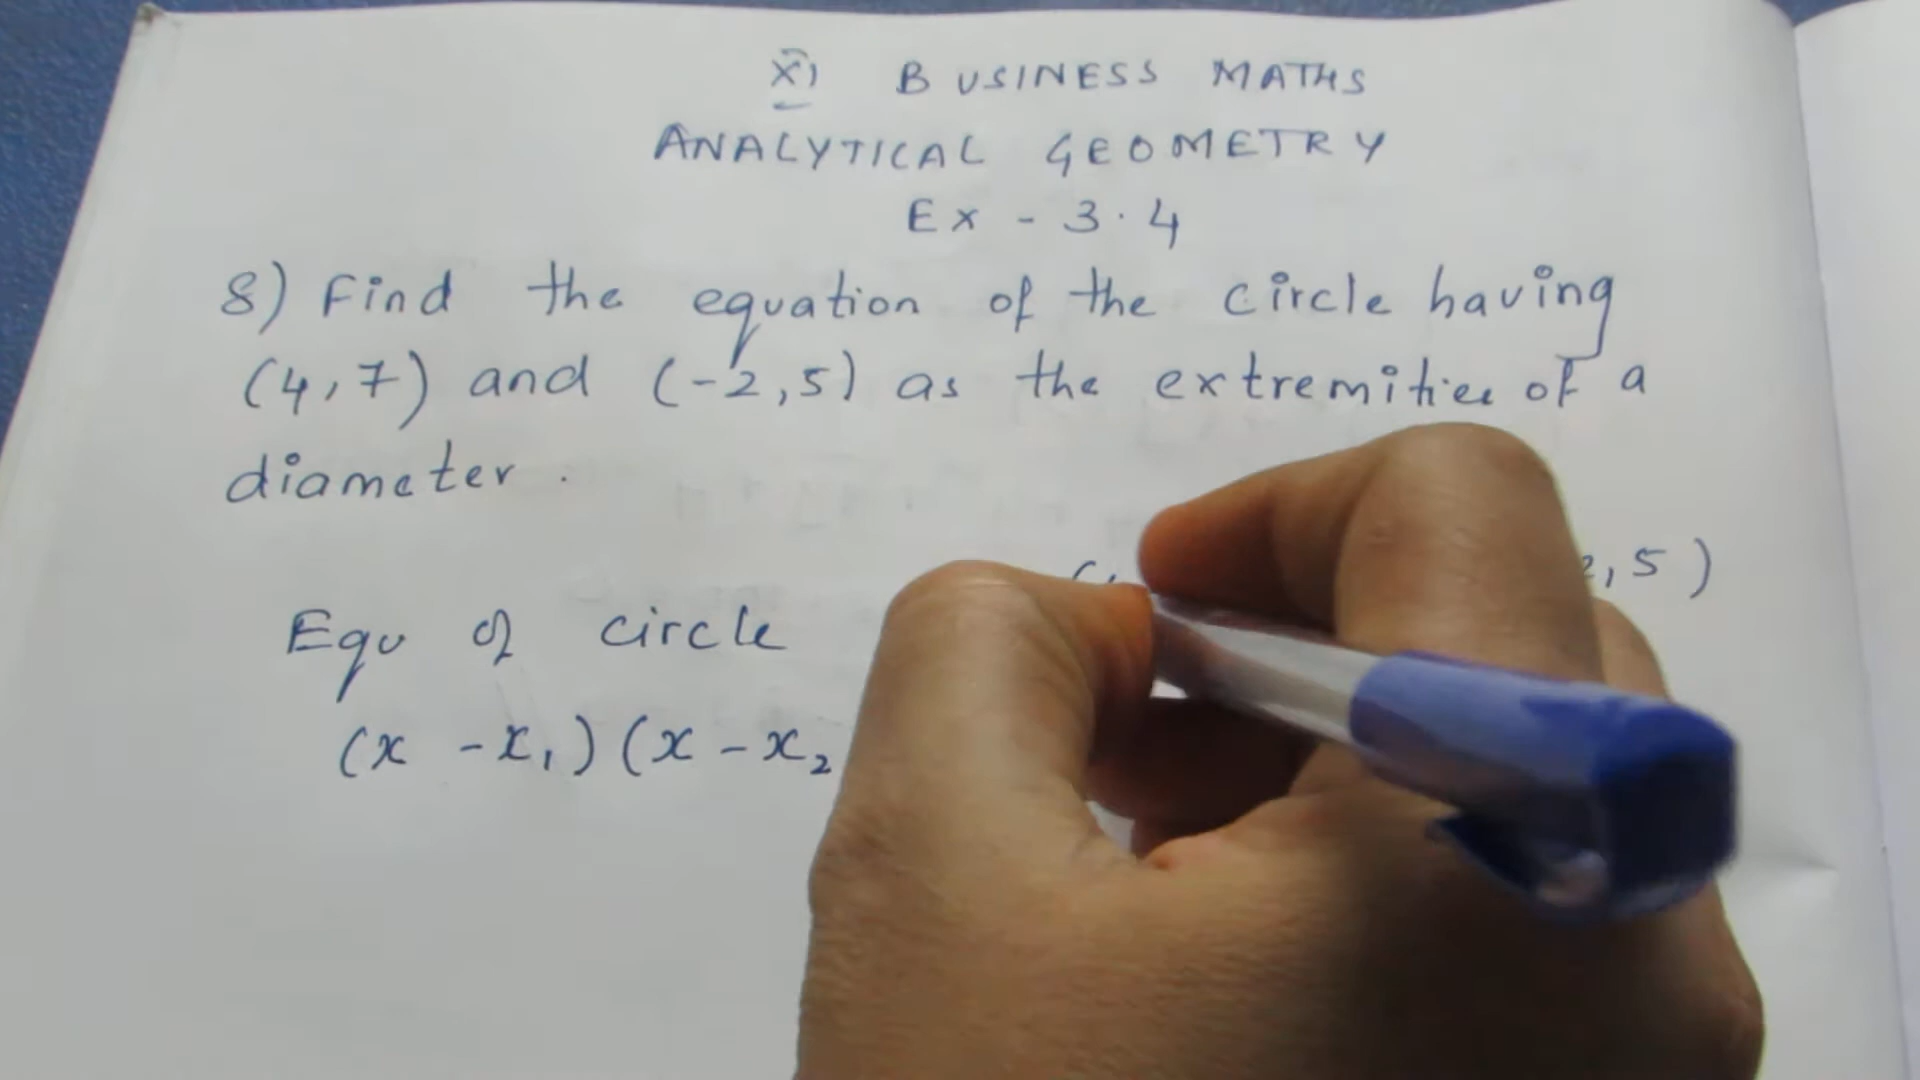 XI BUSINESS MATHS
ANALYTICAL GEOMETRY
Ex - 3.4
8) Find the equation of the circle having
(4,7) and (-2,5) as the extremities of a
diameter.
,5)
Equ of circle
(x - x₁)(x - x₂